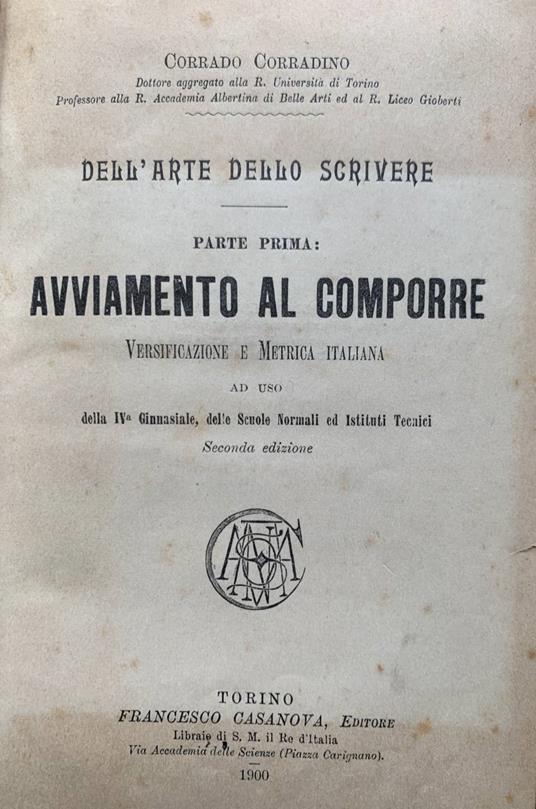 CORRADO CORRADINO
Dottore aggregato alla R. Università di Torino
Professore alla R. Accademia Albertina di Belle Arti ed al R. Liceo Gioberti
DELL'ARTE DELLO SCRIVERE
PARTE PRIMA:
AVVIAMENTO AL COMPORRE
VERSIFICAZIONE E METRICA ITALIANA
AD USO
della IVa Ginnasiale, delle Scuole Normali ed Istituti Tecnici
Seconda edizione
TORINO
FRANCESCO CASANOVA, EDITORE
Libraio di S. M. il Re d'Italia
Via Accademia delle Scienze (Piazza Carignano).
1900